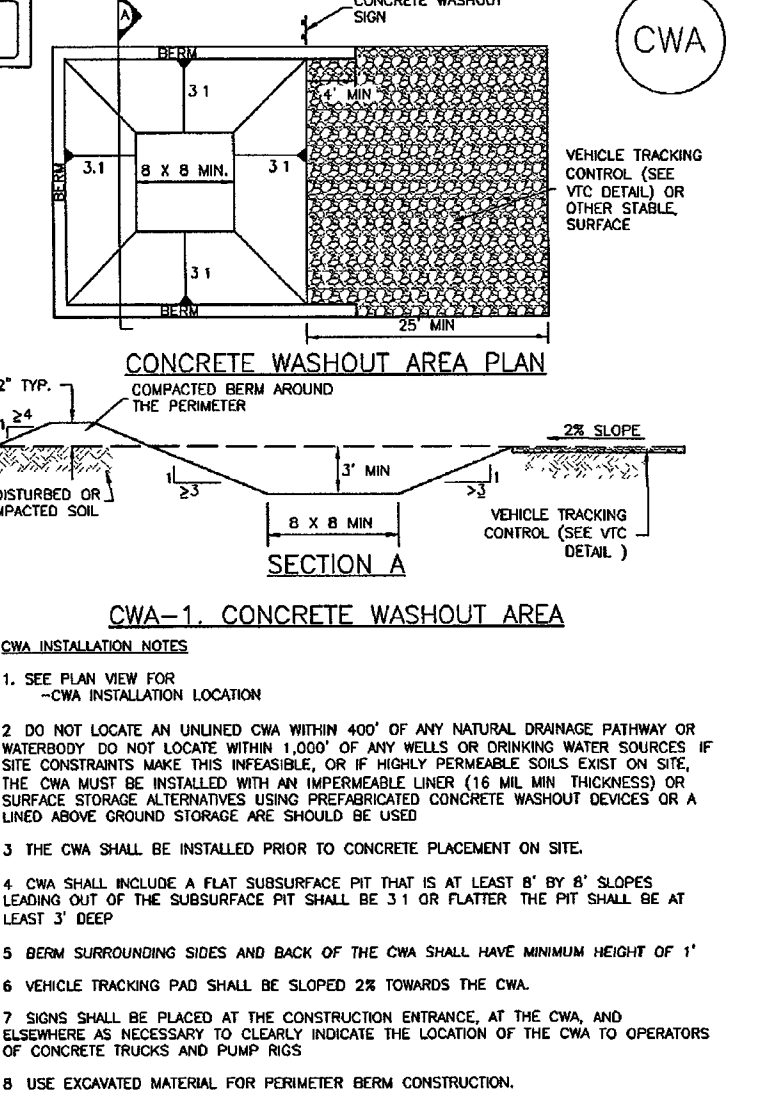 A
CONCRETE WASHOUT
SIGN
CWA
BERM
3 1
4' MIN
BERM
3.1
8 X 8 MIN.
3 1
VEHICLE TRACKING
CONTROL (SEE
VTC DETAIL) OR
OTHER STABLE
SURFACE
3 1
BERM
25' MIN
CONCRETE WASHOUT AREA PLAN
2" TYP.
COMPACTED BERM AROUND
THE PERIMETER
1 ≥4
2% SLOPE
3' MIN
1
≥3
1
>3
DISTURBED OR
MPACTED SOIL
8 X 8 MIN
VEHICLE TRACKING
CONTROL (SEE VTC
DETAIL )
SECTION A
CWA-1. CONCRETE WASHOUT AREA
CWA INSTALLATION NOTES
1. SEE PLAN VIEW FOR
-CWA INSTALLATION LOCATION
2 DO NOT LOCATE AN UNLINED CWA WITHIN 400' OF ANY NATURAL DRAINAGE PATHWAY OR
WATERBODY DO NOT LOCATE WITHIN 1,000' OF ANY WELLS OR DRINKING WATER SOURCES IF
SITE CONSTRAINTS MAKE THIS INFEASIBLE, OR IF HIGHLY PERMEABLE SOILS EXIST ON SITE,
THE CWA MUST BE INSTALLED WITH AN IMPERMEABLE LINER (16 MIL MIN THICKNESS) OR
SURFACE STORAGE ALTERNATIVES USING PREFABRICATED CONCRETE WASHOUT DEVICES OR A
LINED ABOVE GROUND STORAGE ARE SHOULD BE USED
3 THE CWA SHALL BE INSTALLED PRIOR TO CONCRETE PLACEMENT ON SITE.
4 CWA SHALL INCLUDE A FLAT SUBSURFACE PIT THAT IS AT LEAST 8' BY 8' SLOPES
LEADING OUT OF THE SUBSURFACE PIT SHALL BE 3 1 OR FLATTER THE PIT SHALL BE AT
LEAST 3' DEEP
5 BERM SURROUNDING SIDES AND BACK OF THE CWA SHALL HAVE MINIMUM HEIGHT OF 1'
6 VEHICLE TRACKING PAD SHALL BE SLOPED 2% TOWARDS THE CWA.
7 SIGNS SHALL BE PLACED AT THE CONSTRUCTION ENTRANCE, AT THE CWA, AND
ELSEWHERE AS NECESSARY TO CLEARLY INDICATE THE LOCATION OF THE CWA TO OPERATORS
OF CONCRETE TRUCKS AND PUMP RIGS
8 USE EXCAVATED MATERIAL FOR PERIMETER BERM CONSTRUCTION.